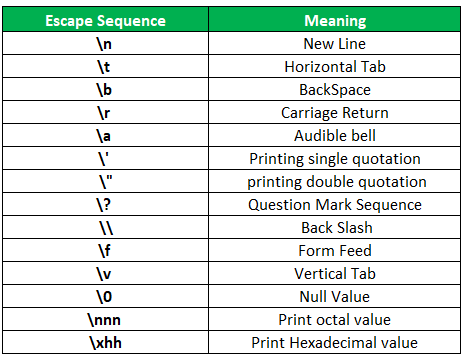 Escape Sequence Meaning
\n New Line
\t Horizontal Tab
\b BackSpace
\r Carriage Return
\a Audible bell
\' Printing single quotation
\" printing double quotation
\? Question Mark Sequence
\\ Back Slash
\f Form Feed
\v Vertical Tab
\0 Null Value
\nnn Print octal value
\xhh Print Hexadecimal value